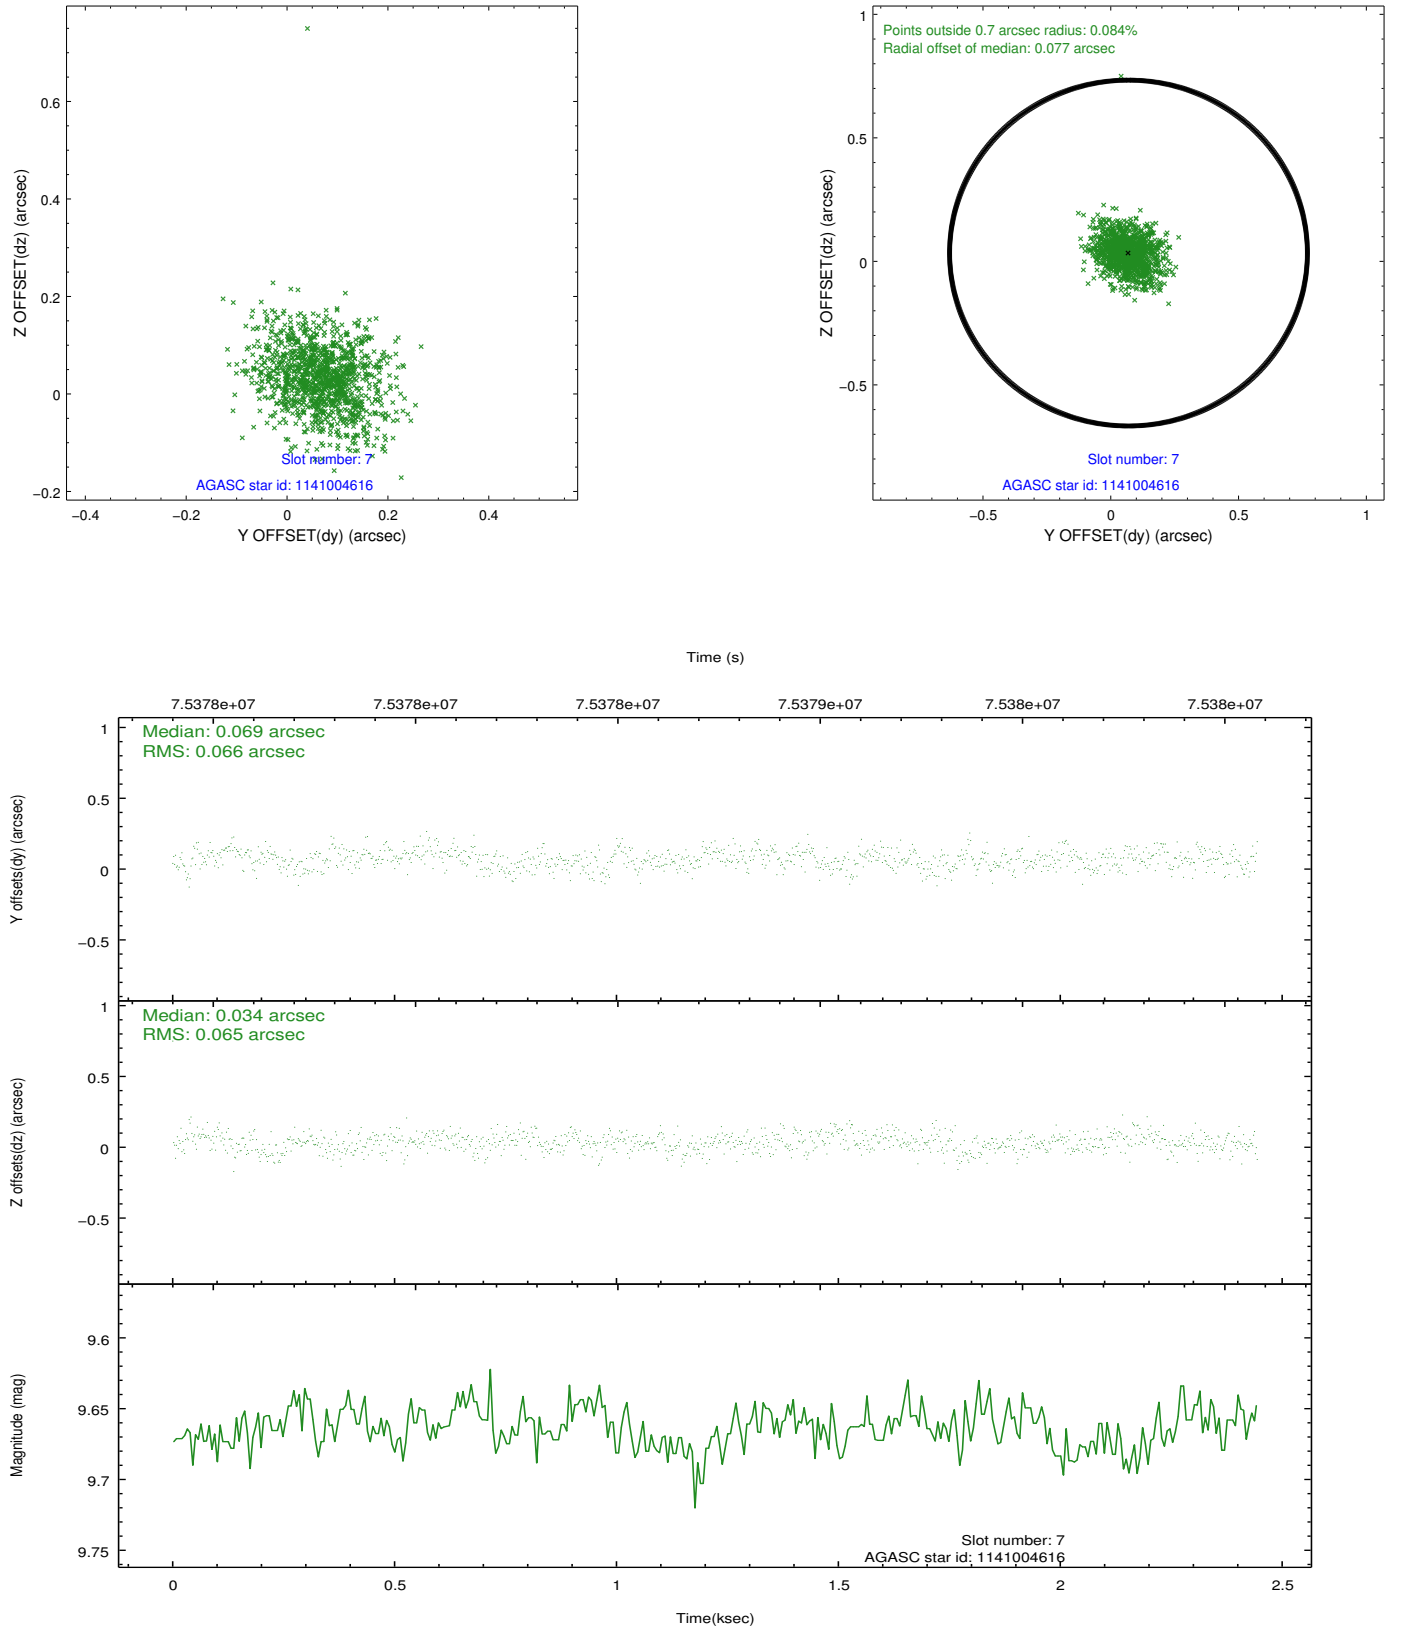 0.6
0.4
0.2
0
−0.2
−0.4
−0.2
0
0.2
0.4
Z OFFSET(dz) (arcsec)
Y OFFSET(dy) (arcsec)
Slot number: 7
AGASC star id: 1141004616
Points outside 0.7 arcsec radius: 0.084%
Radial offset of median: 0.077 arcsec
1
0.5
0
−0.5
−0.5
0
0.5
1
Z OFFSET(dz) (arcsec)
Y OFFSET(dy) (arcsec)
Slot number: 7
AGASC star id: 1141004616
Time (s)
7.5378e+07 7.5378e+07 7.5378e+07 7.5379e+07 7.538e+07 7.538e+07
Median: 0.069 arcsec
RMS: 0.066 arcsec
1
0.5
0
−0.5
Y offsets(dy) (arcsec)
Median: 0.034 arcsec
RMS: 0.065 arcsec
1
0.5
0
−0.5
Z offsets(dz) (arcsec)
9.6
9.65
9.7
9.75
Magnitude (mag)
Slot number: 7
AGASC star id: 1141004616
0 0.5 1 1.5 2 2.5
Time(ksec)